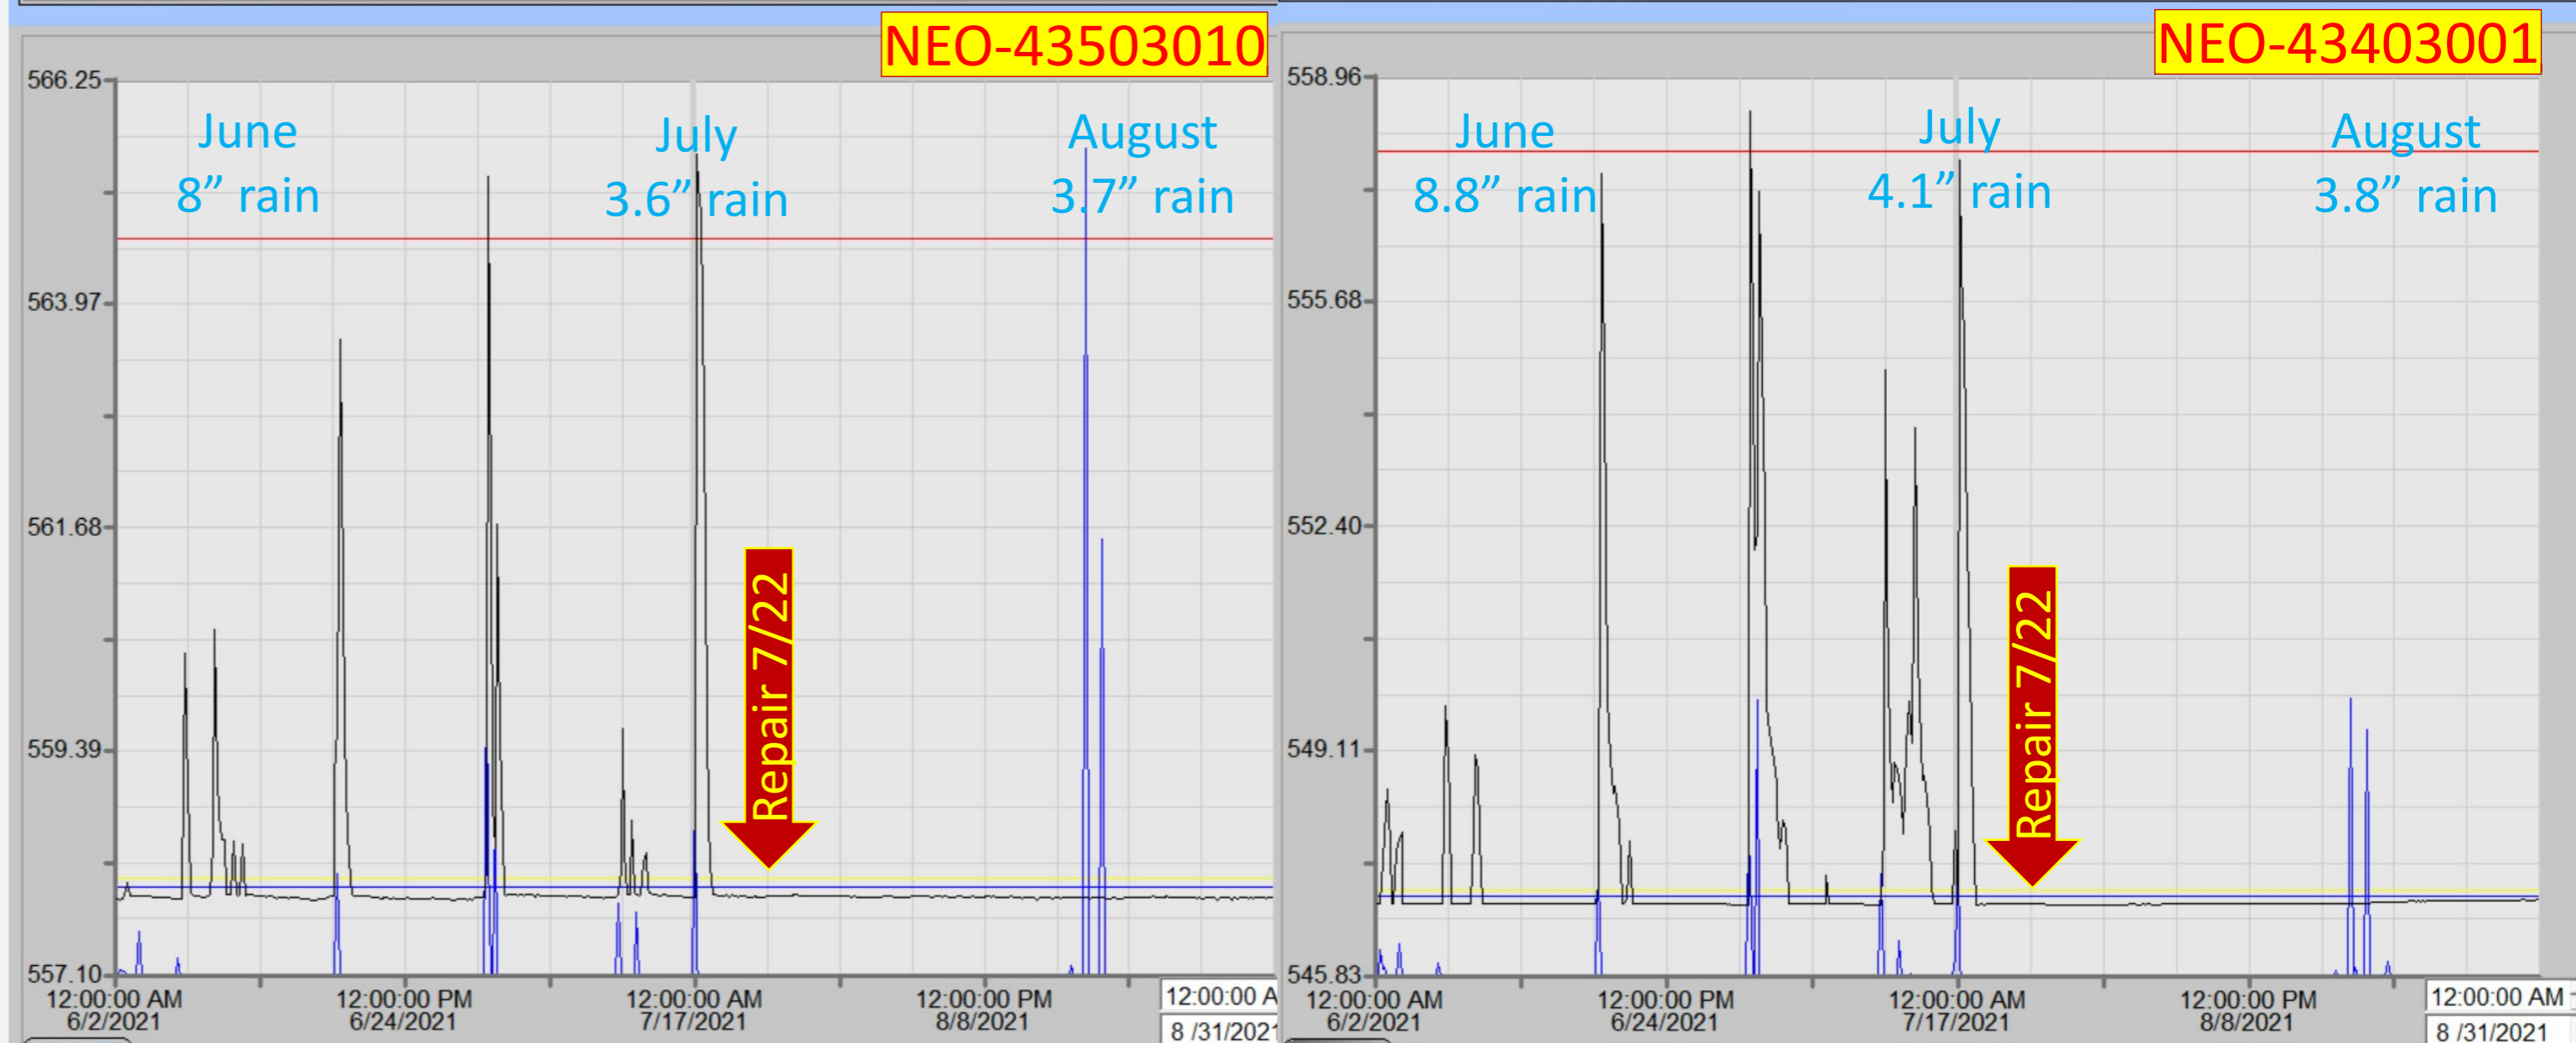 NEO-43503010
566.25
June
8” rain
July
3.6” rain
August
3.7” rain
563.97
561.68
Repair 7/22
559.39
557.10
12:00:00 AM
6/2/2021
12:00:00 PM
6/24/2021
12:00:00 AM
7/17/2021
12:00:00 PM
8/8/2021
12:00:00 A
8 /31/2021
NEO-43403001
558.96
June
8.8” rain
July
4.1” rain
August
3.8” rain
555.68
552.40
Repair 7/22
549.11
545.83
12:00:00 AM
6/2/2021
12:00:00 PM
6/24/2021
12:00:00 AM
7/17/2021
12:00:00 PM
8/8/2021
12:00:00 AM
8 /31/2021